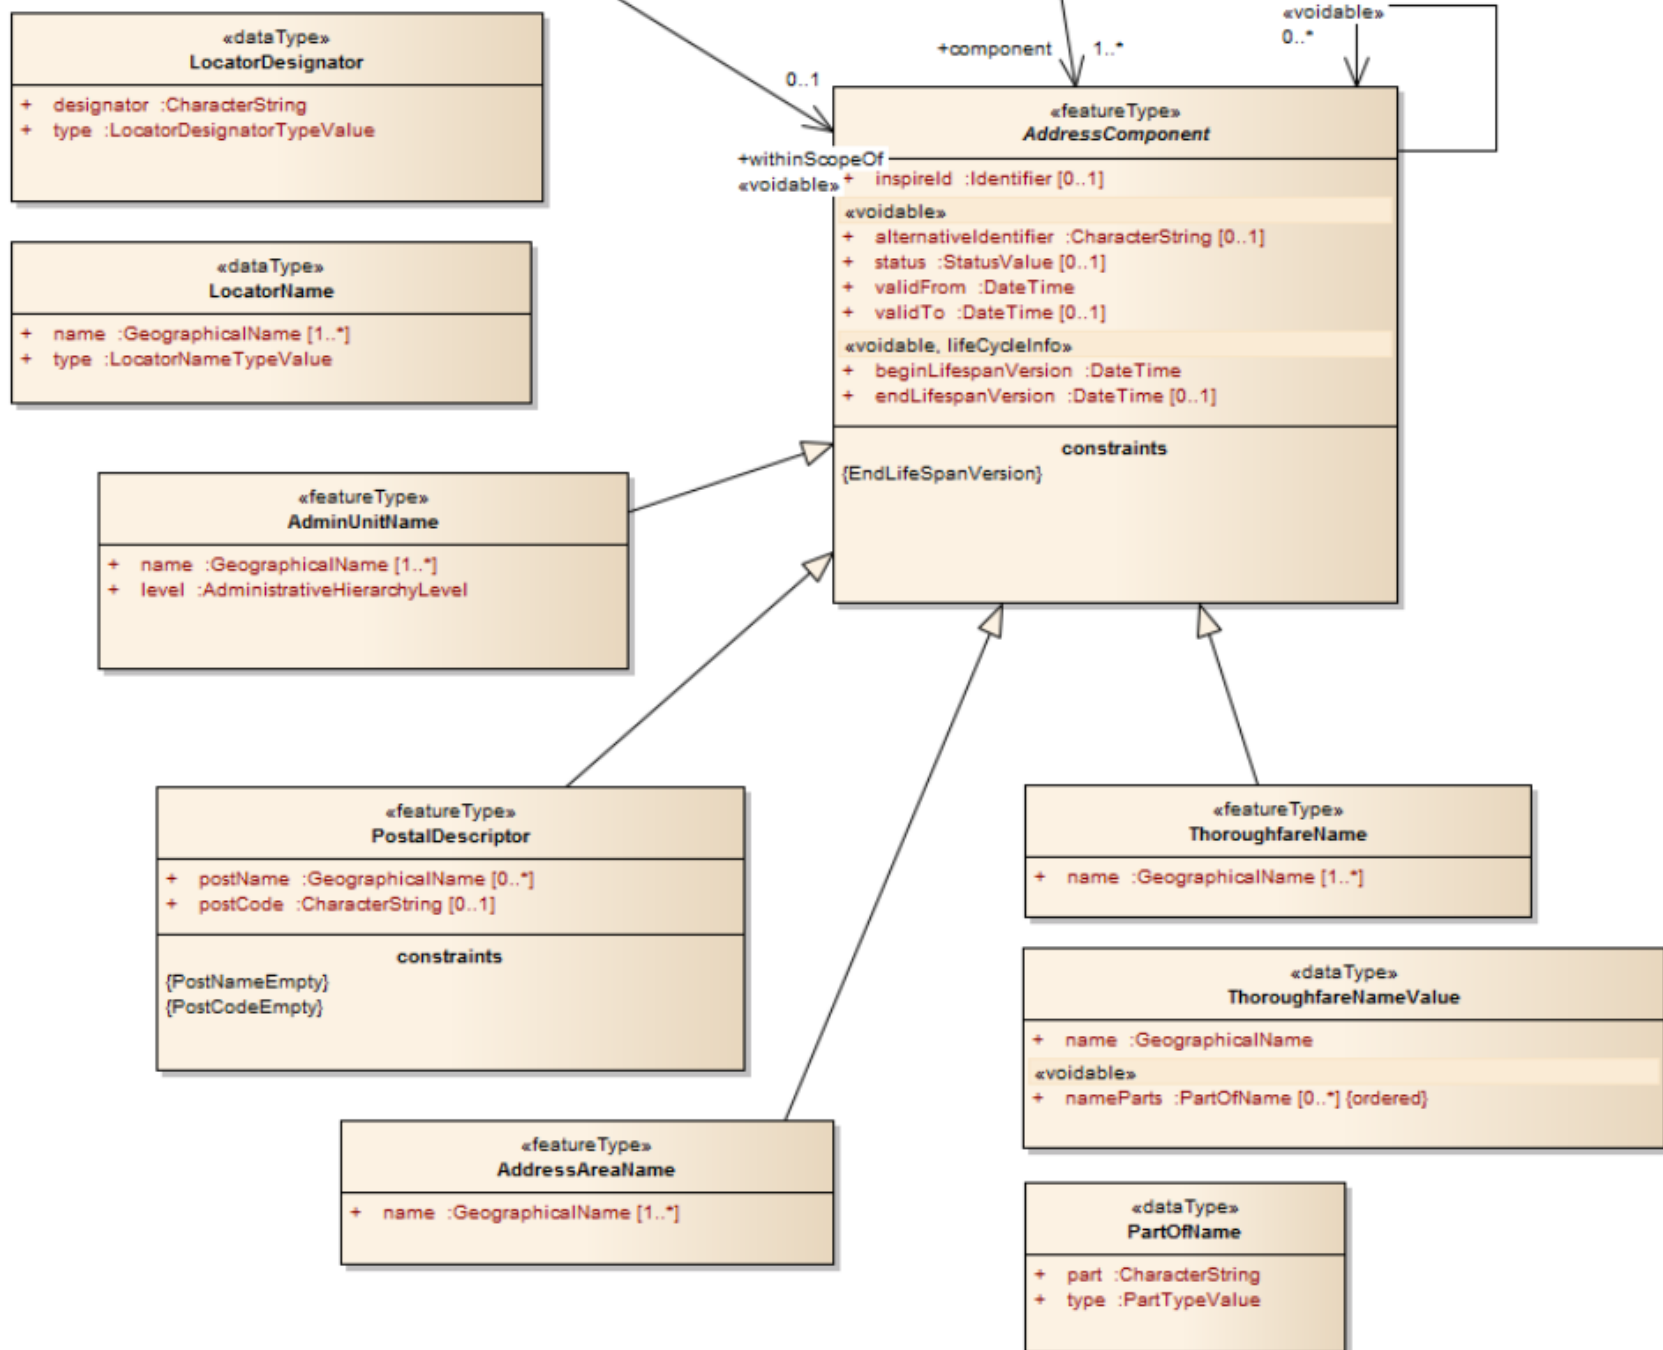 «dataType»
LocatorDesignator
+ designator :CharacterString
+ type :LocatorDesignatorTypeValue
«dataType»
LocatorName
+ name :GeographicalName [1..*]
+ type :LocatorNameTypeValue
0..1
+withinScopeOf
«voidable»
+component 1..*
«voidable»
0..*
«featureType»
AddressComponent
+ inspireId :Identifier [0..1]
«voidable»
+ alternativeIdentifier :CharacterString [0..1]
+ status :StatusValue [0..1]
+ validFrom :DateTime
+ validTo :DateTime [0..1]
«voidable, lifeCycleInfo»
+ beginLifespanVersion :DateTime
+ endLifespanVersion :DateTime [0..1]
constraints
{EndLifeSpanVersion}
«featureType»
AdminUnitName
+ name :GeographicalName [1..*]
+ level :AdministrativeHierarchyLevel
«featureType»
PostalDescriptor
+ postName :GeographicalName [0..*]
+ postCode :CharacterString [0..1]
constraints
{PostNameEmpty}
{PostCodeEmpty}
«featureType»
AddressAreaName
+ name :GeographicalName [1..*]
«featureType»
ThoroughfareName
+ name :GeographicalName [1..*]
«dataType»
ThoroughfareNameValue
+ name :GeographicalName
«voidable»
+ nameParts :PartOfName [0..*] {ordered}
«dataType»
PartOfName
+ part :CharacterString
+ type :PartTypeValue